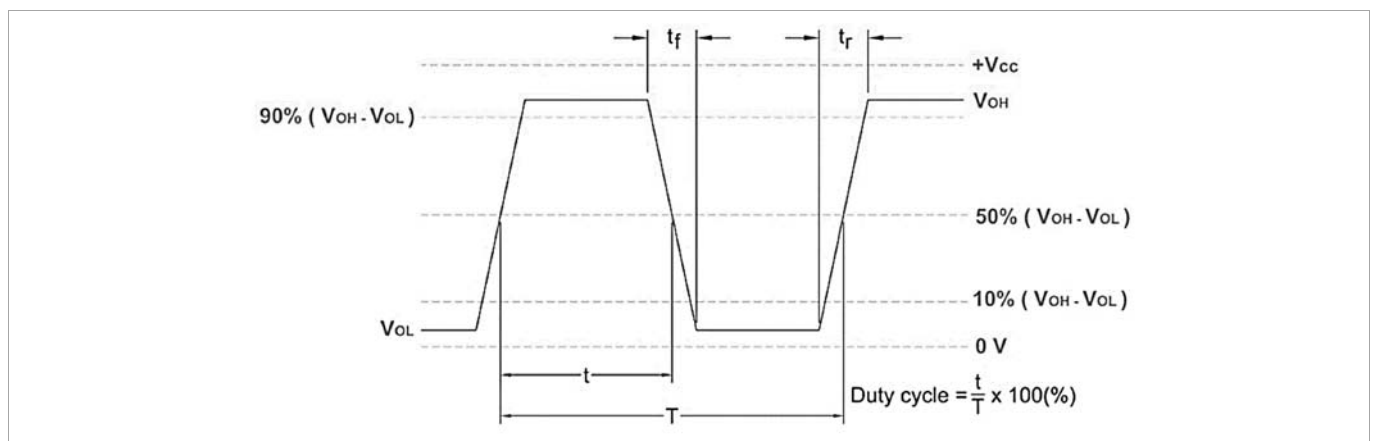 tf
tr
+Vcc
VOH
90% ( VOH - VOL )
50% ( VOH - VOL )
10% ( VOH - VOL )
VOL
0 V
t
Duty cycle = t/T x 100(%)
T